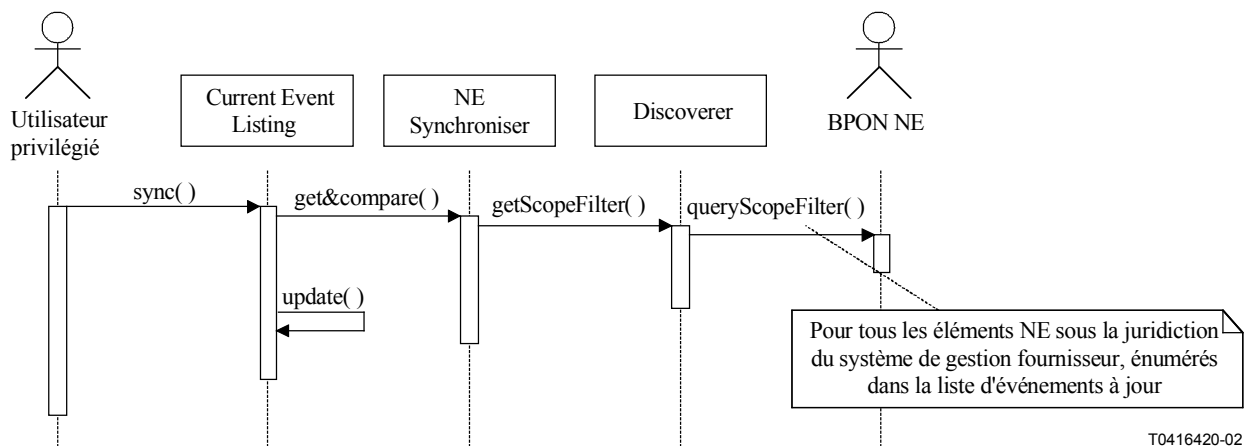 Utilisateur
privilégié
Current Event
Listing
NE
Synchroniser
Discoverer
BPON NE
sync( )
get&compare( )
getScopeFilter( )
queryScopeFilter( )
update( )
Pour tous les éléments NE sous la juridiction
du système de gestion fournisseur, énumérés
dans la liste d'événements à jour
T0416420-02